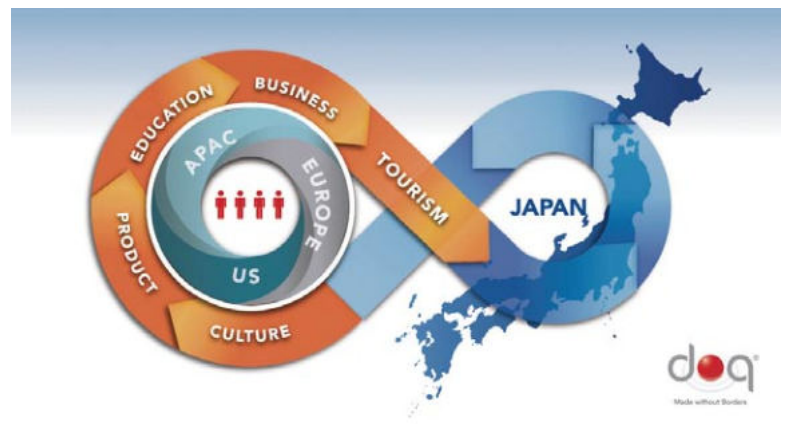 EDUCATION
BUSINESS
TOURISM
PRODUCT
CULTURE
APAC
EUROPE
US
JAPAN
doq®
Made without Borders